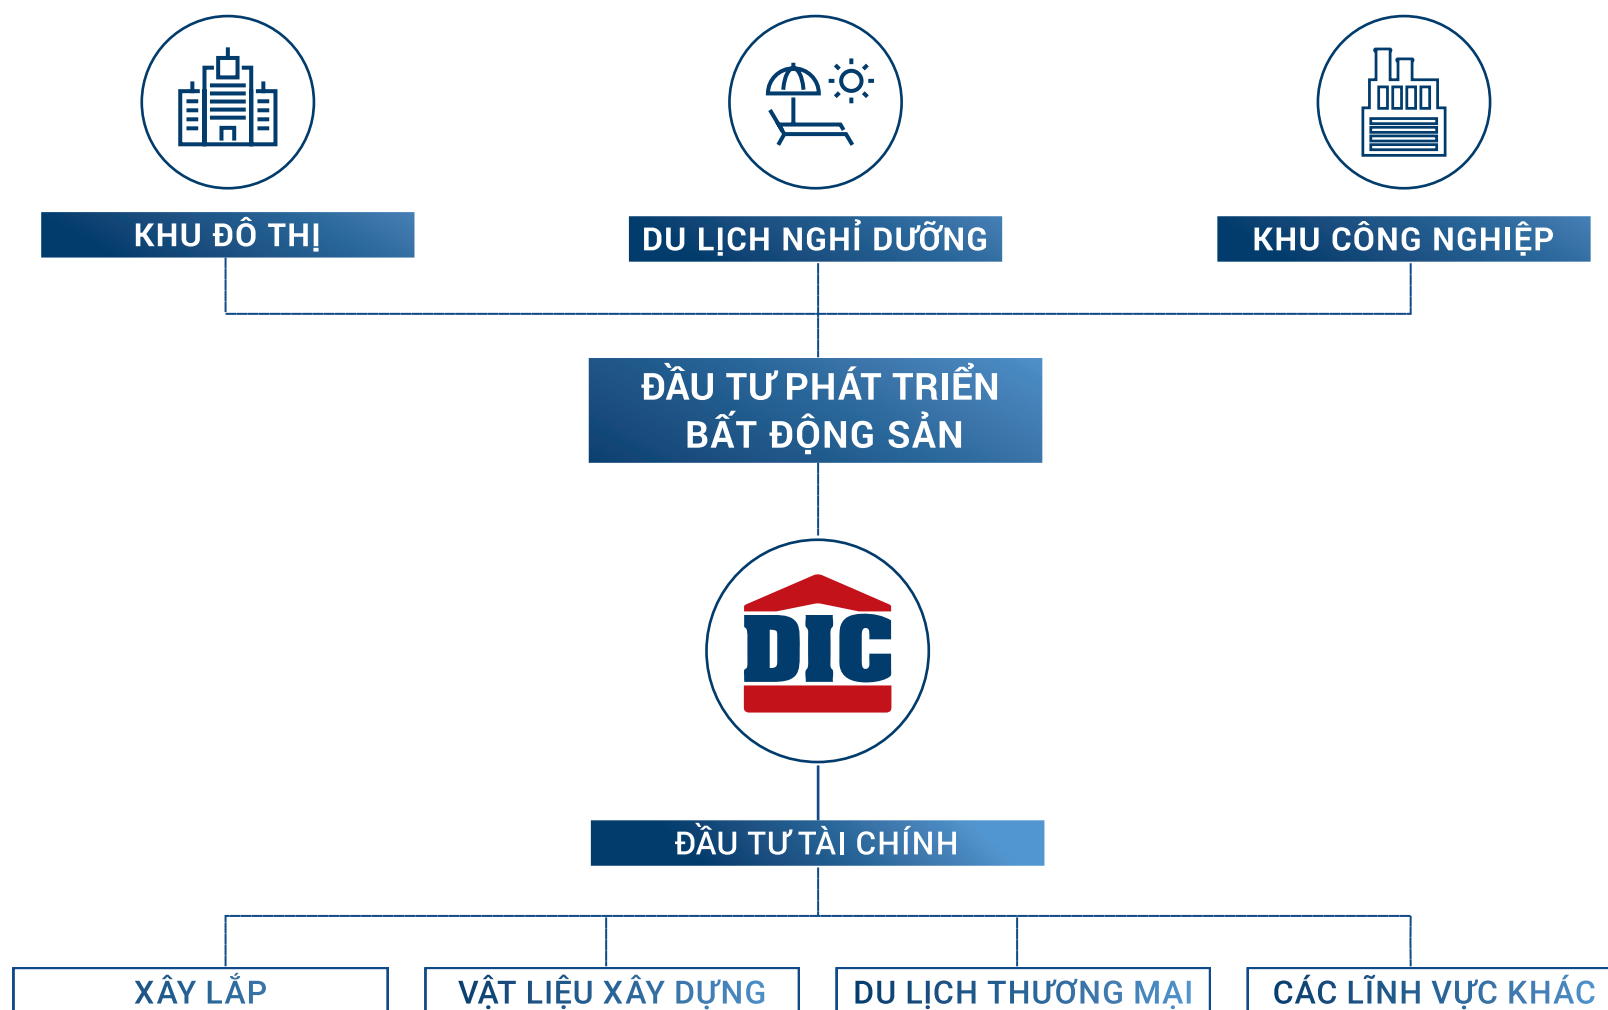 KHU ĐÔ THỊ
DU LỊCH NGHỈ DƯỠNG
KHU CÔNG NGHIỆP
ĐẦU TƯ PHÁT TRIỂN
BẤT ĐỘNG SẢN
DIC
ĐẦU TƯ TÀI CHÍNH
XÂY LẮP
VẬT LIỆU XÂY DỰNG
DU LỊCH THƯƠNG MẠI
CÁC LĨNH VỰC KHÁC